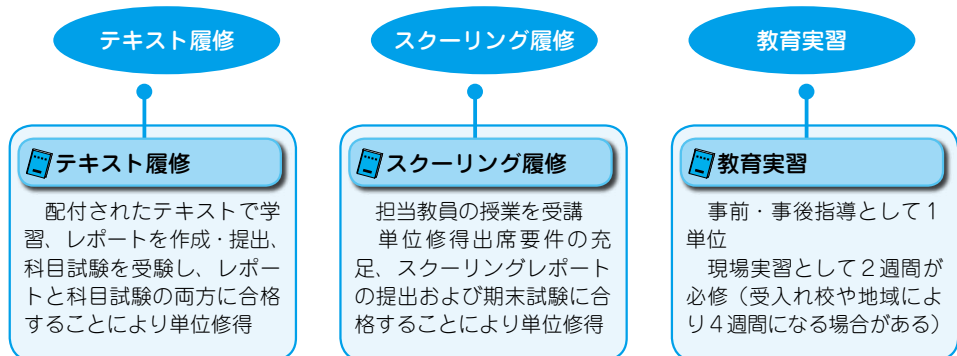 テキスト履修
スクーリング履修
教育実習
テキスト履修
配付されたテキストで学
習、レポートを作成・提出、
科目試験を受験し、レポー
トと科目試験の両方に合格
することにより単位修得
スクーリング履修
担当教員の授業を受講
単位修得出席要件の充
足、スクーリングレポート
の提出および期末試験に合
格することにより単位修得
教育実習
事前・事後指導として１
単位
現場実習として２週間が
必修（受入れ校や地域によ
り４週間になる場合がある）